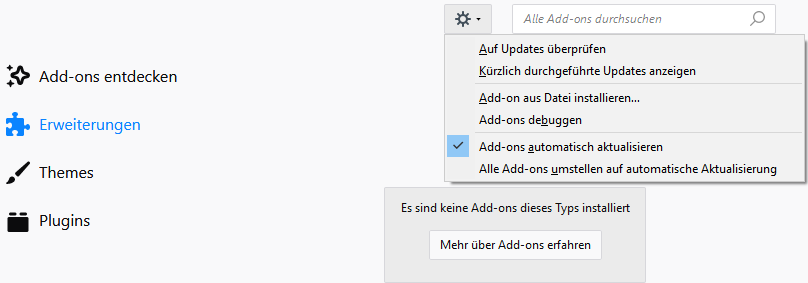 Alle Add-ons durchsuchen
Auf Updates überprüfen
Kürzlich durchgeführte Updates anzeigen
Add-on aus Datei installieren...
Add-ons debuggen
Add-ons automatisch aktualisieren
Alle Add-ons umstellen auf automatische Aktualisierung
Add-ons entdecken
Erweiterungen
Themes
Plugins
Es sind keine Add-ons dieses Typs installiert
Mehr über Add-ons erfahren